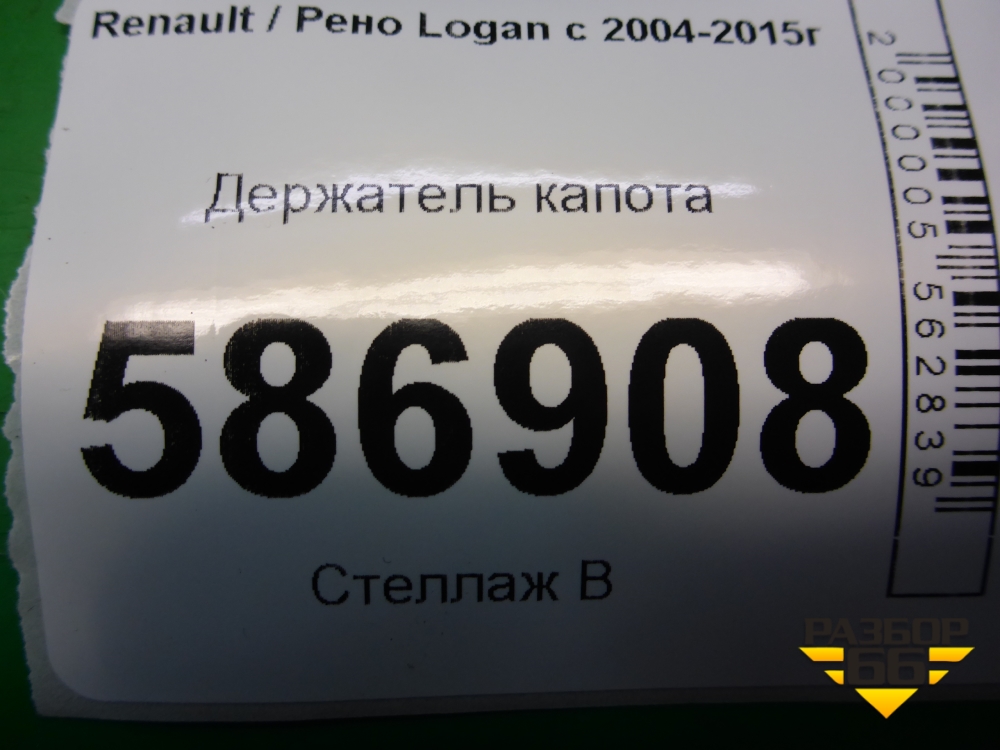 Renault / Рено Logan с 2004-2015г
Держатель капота
586908
Стеллаж В
2000005562839
РАЗБОР
66